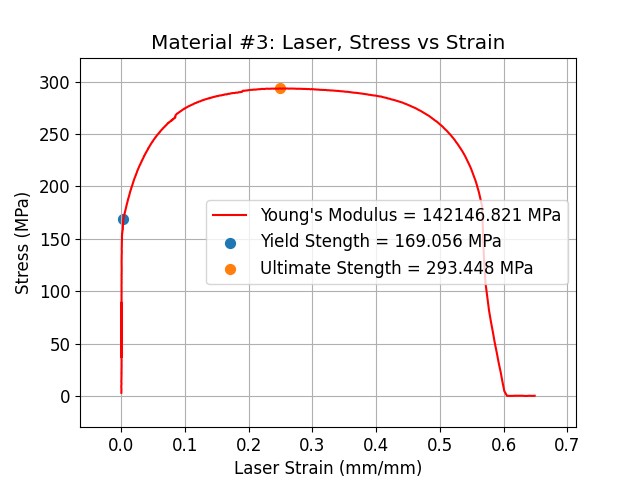 Material #3: Laser, Stress vs Strain
300
250
200
150
100
50
0
Stress (MPa)
Young's Modulus = 142146.821 MPa
Yield Stength = 169.056 MPa
Ultimate Stength = 293.448 MPa
0.0 0.1 0.2 0.3 0.4 0.5 0.6 0.7
Laser Strain (mm/mm)